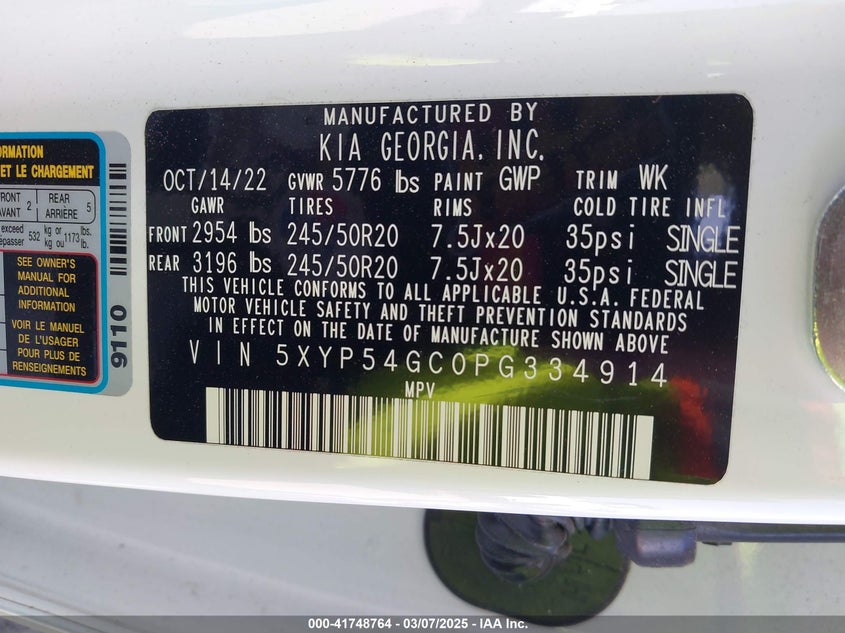 ORMATION
ET LE CHARGEMENT
FRONT
AVANT 2 REAR
ARRIÈRE 5
exceed
épasser 532 kg or
kg ou 1173 lbs.
lb.
SEE OWNER'S
MANUAL FOR
ADDITIONAL
INFORMATION
VOIR LE MANUEL
DE L'USAGER
POUR PLUS DE
RENSEIGNEMENTS
9110
MANUFACTURED BY
KIA GEORGIA, INC.
OCT/14/22 GVWR 5776 lbs PAINT GWP TRIM WK
GAWR TIRES RIMS COLD TIRE INFL
FRONT 2954 lbs 245/50R20 7.5Jx20 35psi SINGLE
REAR 3196 lbs 245/50R20 7.5Jx20 35psi SINGLE
THIS VEHICLE CONFORMS TO ALL APPLICABLE U.S.A. FEDERAL
MOTOR VEHICLE SAFETY AND THEFT PREVENTION STANDARDS
IN EFFECT ON THE DATE OF MANUFACTURE SHOWN ABOVE
VIN 5XYP54GC0PG334914
MPV
000-41748764 — 03/07/2025 — IAA Inc.